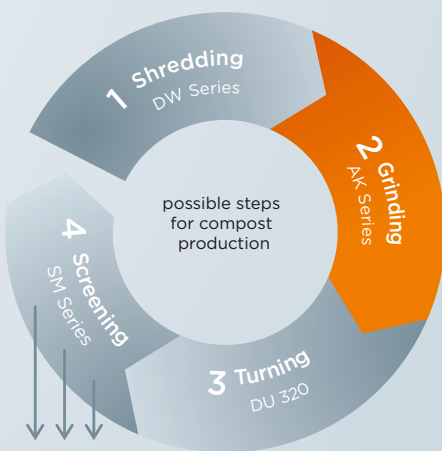 1 Shredding
DW Series
2 Grinding
AK Series
possible steps
for compost
production
3 Turning
DU 320
4 Screening
SM Series